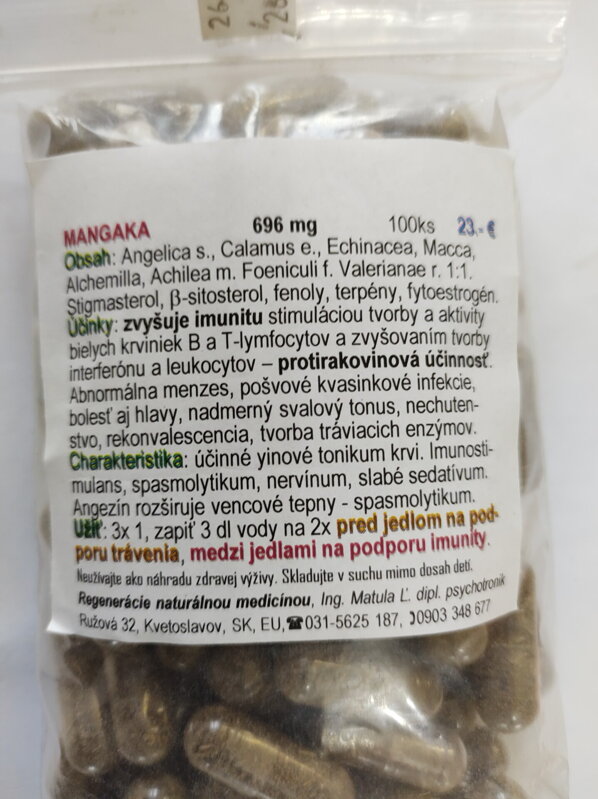 MANGAKA 696 mg 100ks 23,- €
Obsah: Angelica s., Calamus e., Echinacea, Macca,
Alchemilla, Achilea m. Foeniculi f. Valerianae r. 1:1.
Stigmasterol, β-sitosterol, fenoly, terpény, fytoestrogén.
Účinky: zvyšuje imunitu stimuláciou tvorby a aktivity
bielych krviniek B a T-lymfocytov a zvyšovaním tvorby
interferónu a leukocytov – protirakovinová účinnosť.
Abnormálna menzes, pošvové kvasinkové infekcie,
bolesť aj hlavy, nadmerný svalový tonus, nechuten-
stvo, rekonvalescencia, tvorba tráviacich enzýmov.
Charakteristika: účinné yinové tonikum krvi. Imunosti-
mulans, spasmolytikum, nervínum, slabé sedatívum.
Angezín rozširuje vencové tepny - spasmolytikum.
Užiť: 3x 1, zapiť 3 dl vody na 2x pred jedlom na pod-
poru trávenia, medzi jedlami na podporu imunity.
Neužívajte ako náhradu zdravej výživy. Skladujte v suchu mimo dosah detí.
Regenerácie naturálnou medicínou, Ing. Matula Ľ. dipl. psychotronik
Ružová 32, Kvetoslavov, SK, EU,☎031-5625 187, 0903 348 677